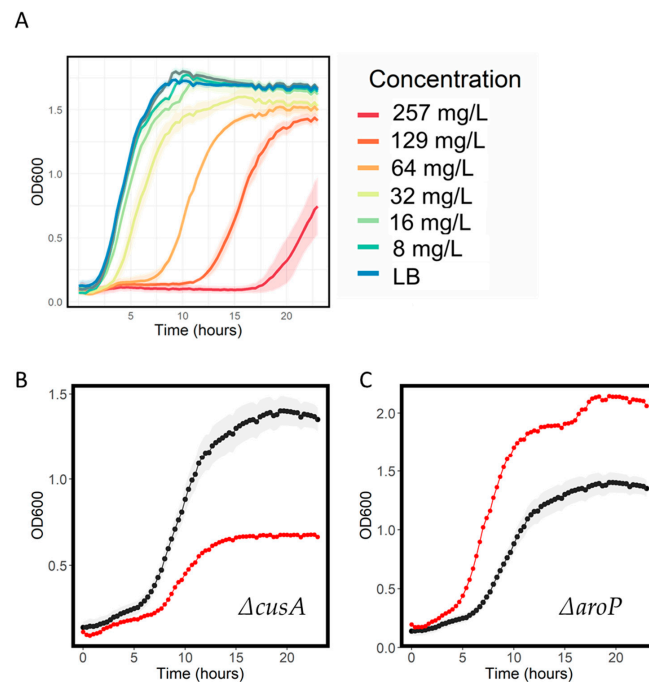 A
Concentration
257 mg/L
129 mg/L
64 mg/L
32 mg/L
16 mg/L
8 mg/L
LB
OD600
1.5
1.0
0.5
0.0
5
10
15
20
Time (hours)
B
OD600
1.5
1.0
0.5
ΔcusA
0
10
20
Time (hours)
C
OD600
2.0
1.5
1.0
0.5
0.0
ΔaroP
0
5
10
15
20
Time (hours)